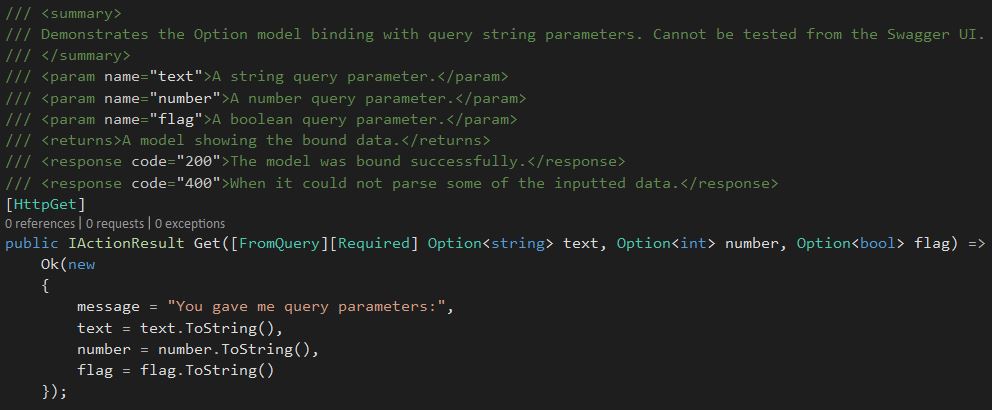 /// <summary>
/// Demonstrates the Option model binding with query string parameters. Cannot be tested from the Swagger UI.
/// </summary>
/// <param name="text">A string query parameter.</param>
/// <param name="number">A number query parameter.</param>
/// <param name="flag">A boolean query parameter.</param>
/// <returns>A model showing the bound data.</returns>
/// <response code="200">The model was bound successfully.</response>
/// <response code="400">When it could not parse some of the inputted data.</response>
[HttpGet]
0 references | 0 requests | 0 exceptions
public IActionResult Get([FromQuery][Required] Option<string> text, Option<int> number, Option<bool> flag) =>
    Ok(new
    {
        message = "You gave me query parameters:",
        text = text.ToString(),
        number = number.ToString(),
        flag = flag.ToString()
    });